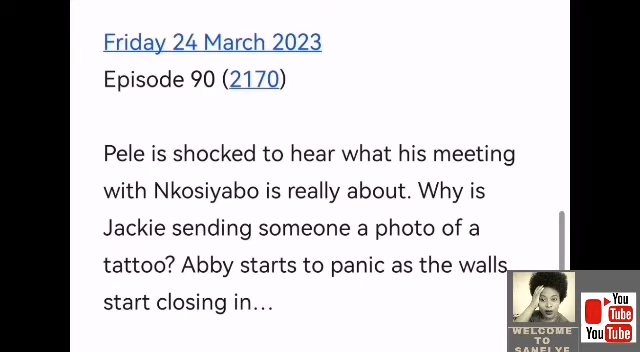 Friday 24 March 2023
Episode 90 (2170)
Pele is shocked to hear what his meeting
with Nkosiyabo is really about. Why is
Jackie sending someone a photo of a
tattoo? Abby starts to panic as the walls
start closing in…
WELCOME
TO
You
Tube
You Tube